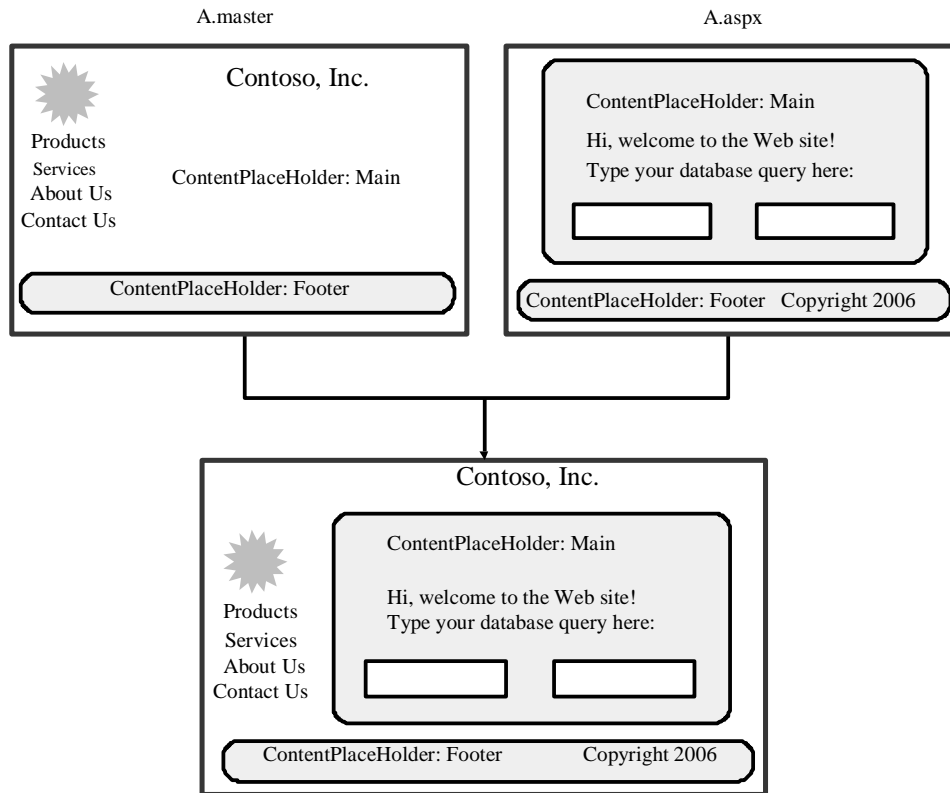 A.master
Contoso, Inc.
Products
Services
About Us
Contact Us
ContentPlaceHolder: Main
ContentPlaceHolder: Footer
A.aspx
ContentPlaceHolder: Main
Hi, welcome to the Web site!
Type your database query here:
ContentPlaceHolder: Footer Copyright 2006
Contoso, Inc.
Products
Services
About Us
Contact Us
ContentPlaceHolder: Main
Hi, welcome to the Web site!
Type your database query here:
ContentPlaceHolder: Footer Copyright 2006